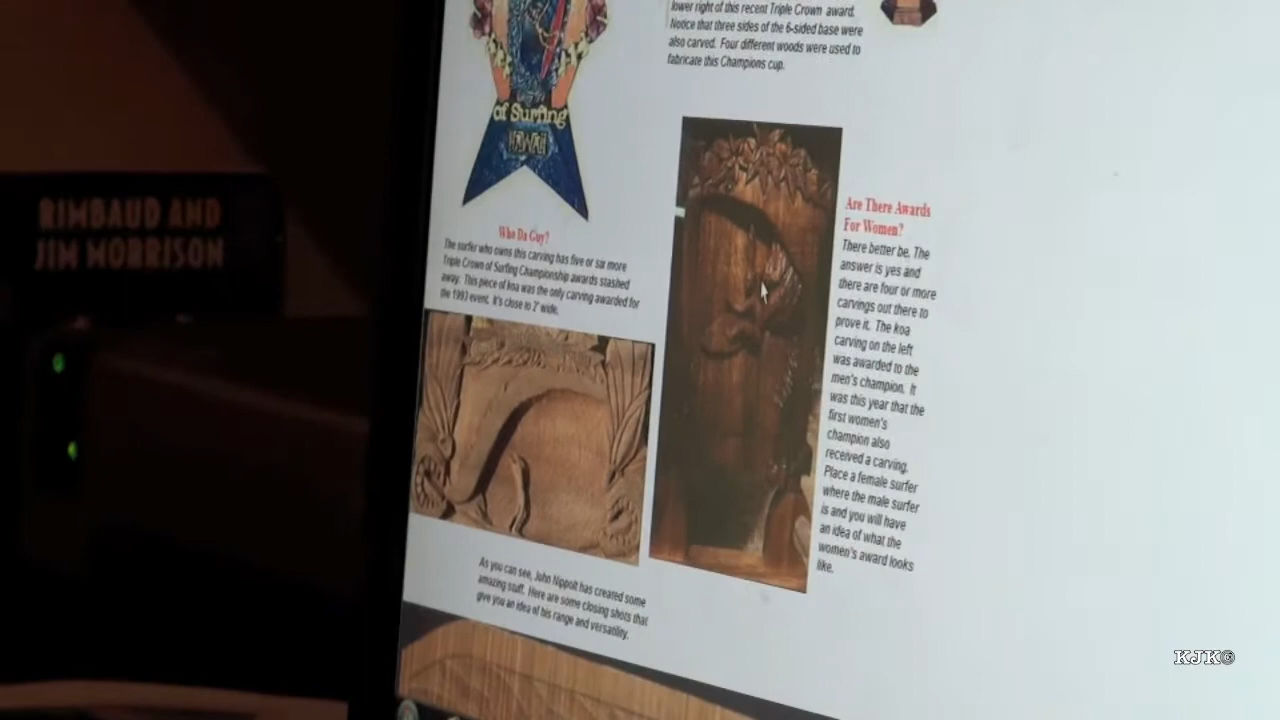 RIMBAUD AND
JIM MORRISON
of Surfing
HAWAII
lower right of this recent Triple Crown award.
Notice that three sides of the 6-sided base were
also carved. Four different woods were used to
fabricate this Champions cup.
Who Da Guy?
The surfer who owns this carving has five or six more
Triple Crown of Surfing Championship awards stashed
away. This piece of koa was the only carving awarded for
the 1993 event. It's close to 2' wide.
Are There Awards
For Women?
There better be. The
answer is yes and
there are four or more
carvings out there to
prove it. The koa
carving on the left
was awarded to the
men's champion. It
was this year that the
first women's
champion also
received a carving.
Place a female surfer
where the male surfer
is and you will have
an idea of what the
women's award looks
like.
As you can see, John Nippolt has created some
amazing stuff. Here are some closing shots that
give you an idea of his range and versatility.
KJK©